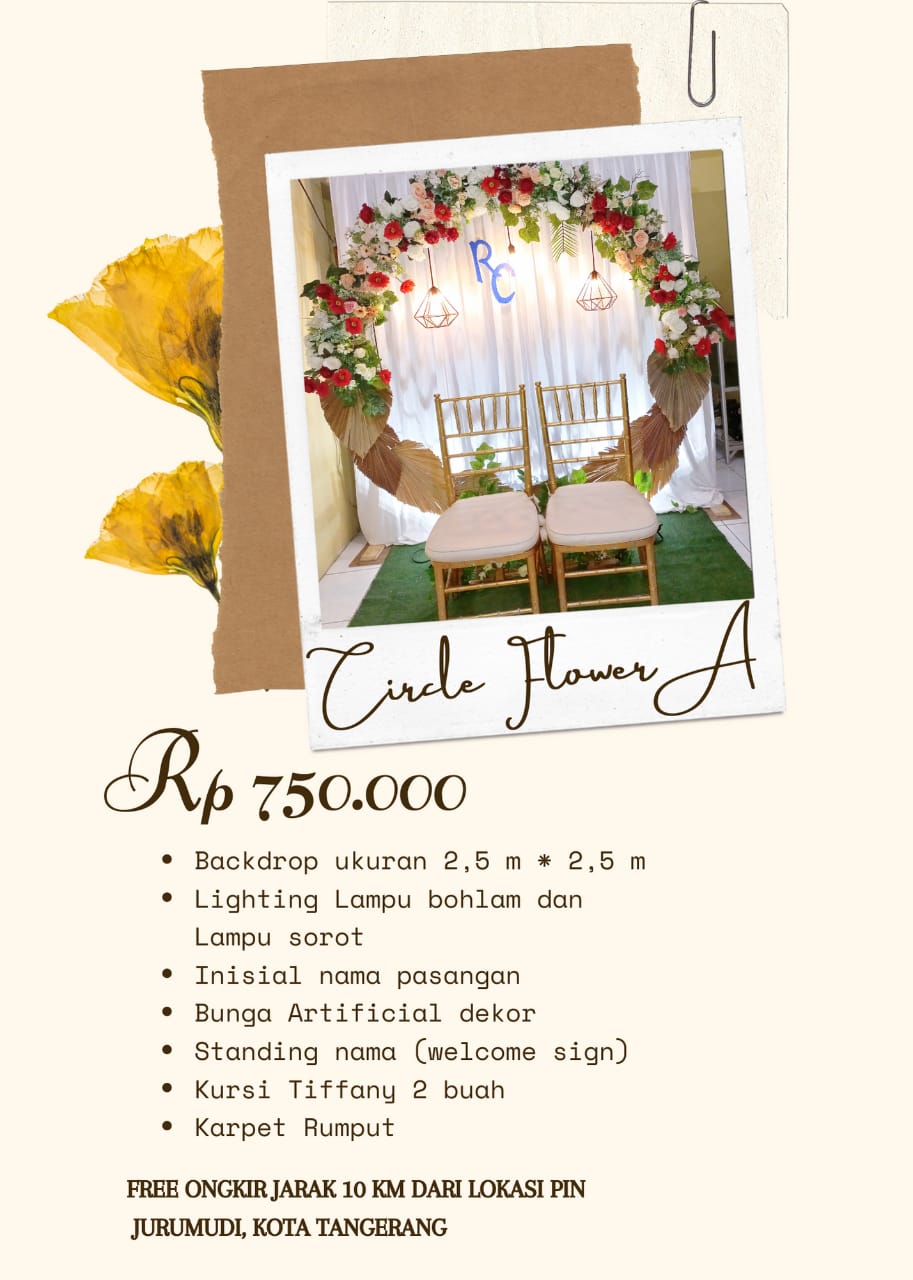 RC
Circle Flower A
Rp 750.000
• Backdrop ukuran 2,5 m * 2,5 m
• Lighting Lampu bohlam dan
Lampu sorot
• Inisial nama pasangan
• Bunga Artificial dekor
• Standing nama (welcome sign)
• Kursi Tiffany 2 buah
• Karpet Rumput
FREE ONGKIR JARAK 10 KM DARI LOKASI PIN
JURUMUDI, KOTA TANGERANG